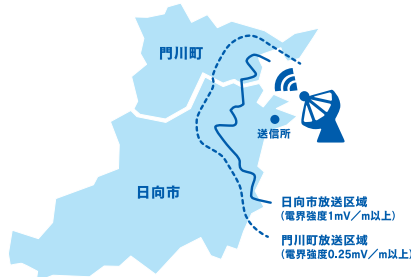 門川町
送信所
日向市
日向市放送区域
(電界強度1mV／m以上)
門川町放送区域
(電界強度0.25mV／m以上)